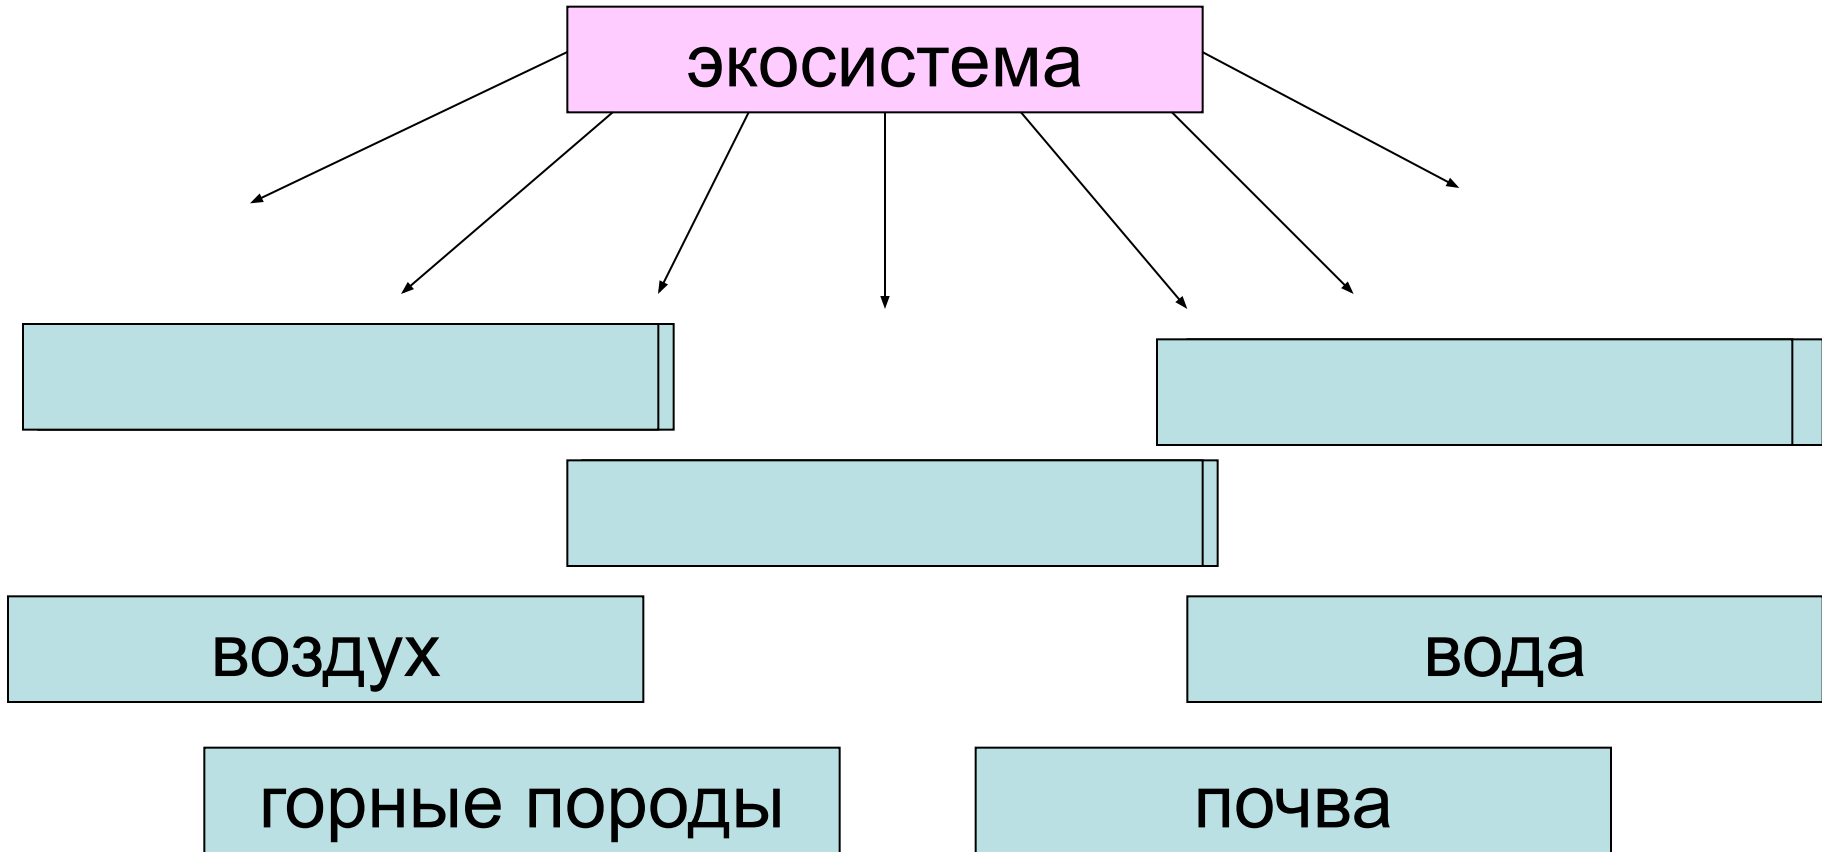 экосистема
воздух
вода
горные породы
почва